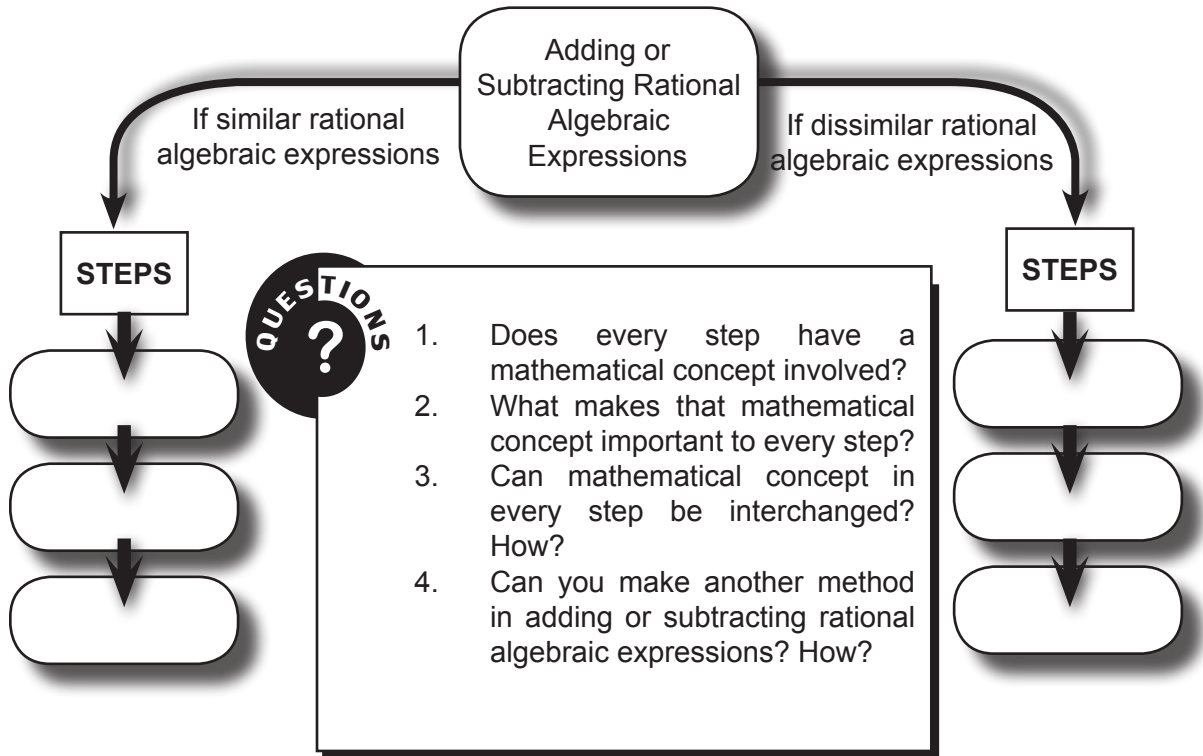 Adding or
Subtracting Rational
Algebraic
Expressions
If similar rational
algebraic expressions
If dissimilar rational
algebraic expressions
STEPS
STEPS
QUESTIONS
?
1. Does every step have a
mathematical concept involved?
2. What makes that mathematical
concept important to every step?
3. Can mathematical concept in
every step be interchanged?
How?
4. Can you make another method
in adding or subtracting rational
algebraic expressions? How?